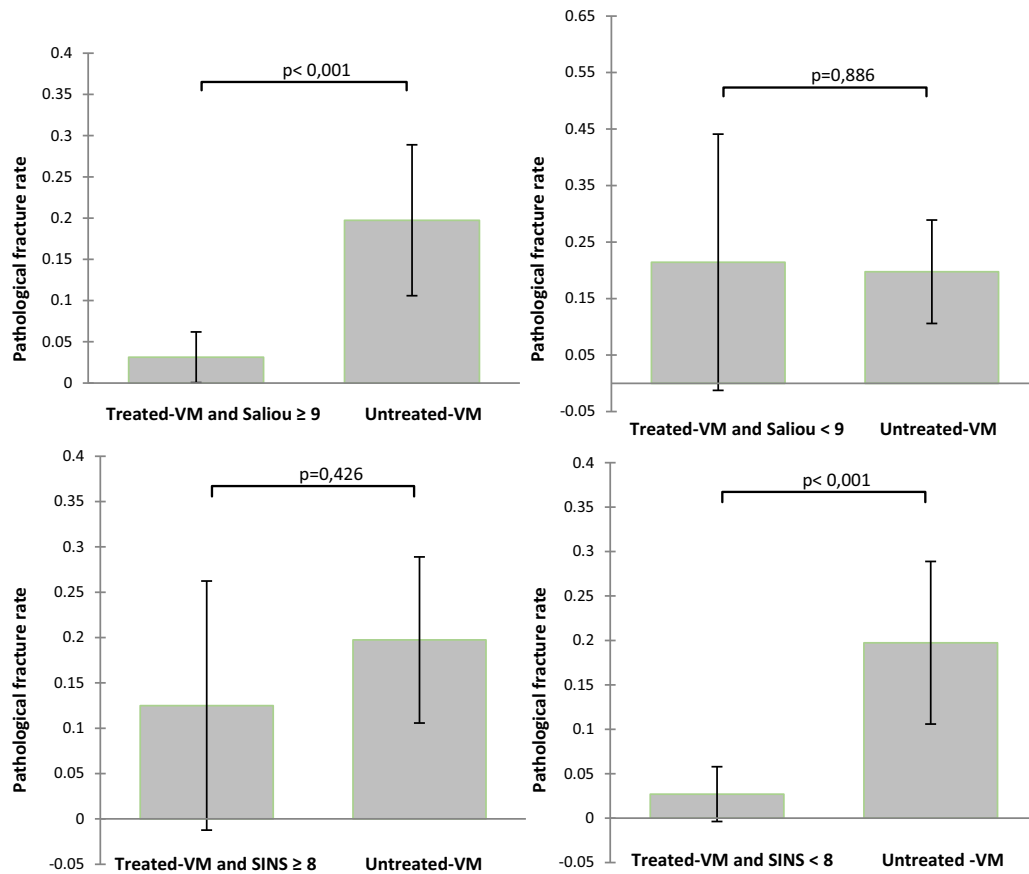 p< 0,001
0.4
0.35
0.3
0.25
0.2
0.15
0.1
0.05
0
Pathological fracture rate
Treated-VM and Saliou ≥ 9
Untreated-VM
p=0,886
0.65
0.55
0.45
0.35
0.25
0.15
0.05
-0.05
Pathological fracture rate
Treated-VM and Saliou < 9
Untreated-VM
p=0,426
0.4
0.35
0.3
0.25
0.2
0.15
0.1
0.05
0
-0.05
Pathological fracture rate
Treated-VM and SINS ≥ 8
Untreated-VM
p< 0,001
0.4
0.35
0.3
0.25
0.2
0.15
0.1
0.05
0
-0.05
Pathological fracture rate
Treated-VM and SINS < 8
Untreated -VM